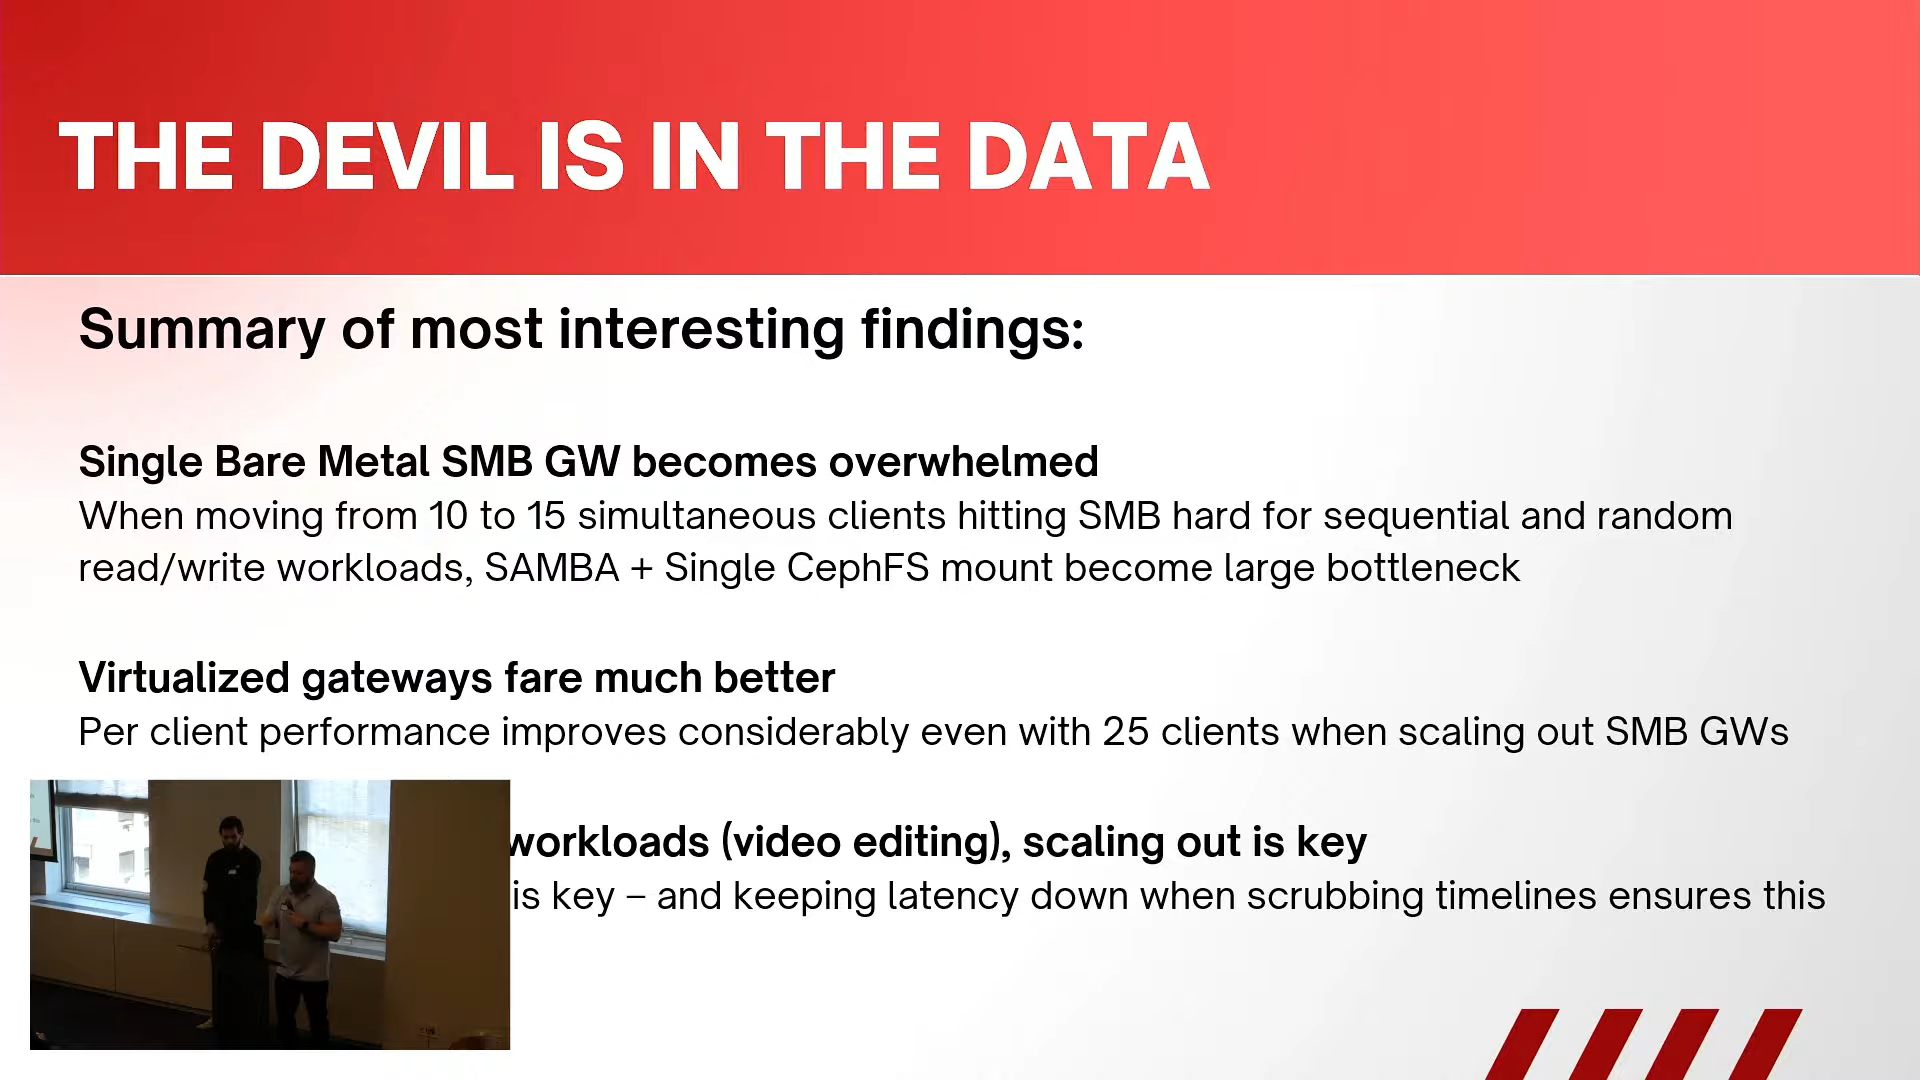 THE DEVIL IS IN THE DATA
Summary of most interesting findings:
Single Bare Metal SMB GW becomes overwhelmed
When moving from 10 to 15 simultaneous clients hitting SMB hard for sequential and random
read/write workloads, SAMBA + Single CephFS mount become large bottleneck
Virtualized gateways fare much better
Per client performance improves considerably even with 25 clients when scaling out SMB GWs
workloads (video editing), scaling out is key
is key – and keeping latency down when scrubbing timelines ensures this